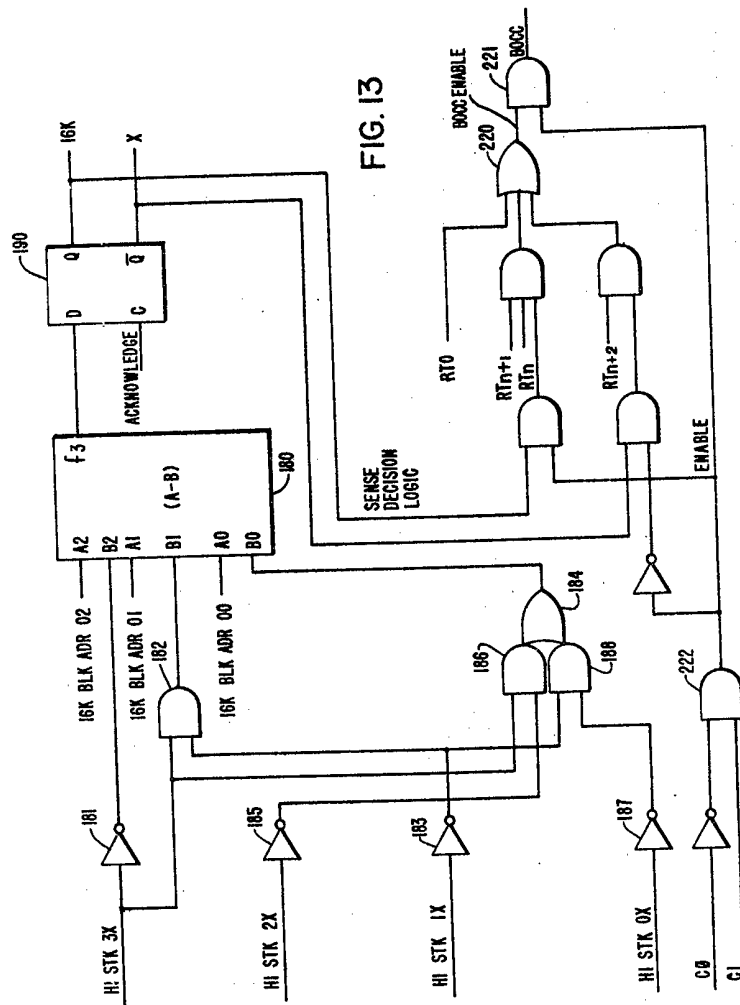 HI STK 3X
181
16K BLK ADR 02
A2
B2
16K BLK ADR 01
A1
182
B1
16K BLK ADR 00
A0
B0
(A-B)
f3
180
190
D
Q
C
Q̅
ACKNOWLEDGE
16K
X
FIG. 13
HI STK 2X
185
HI STK 1X
183
HI STK 0X
187
186
184
188
SENSE
DECISION
LOGIC
RT0
RTn+1
RTn
RTn+2
220
BOCC ENABLE
221
BOCC
ENABLE
C0
C1
222